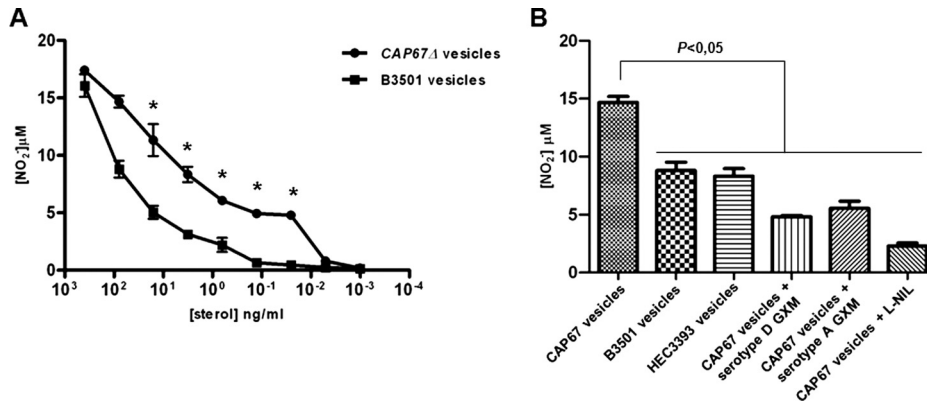 A
20
15
10
5
0
[NO2-]µM
CAP67Δ vesicles
B3501 vesicles
*
*
*
*
*
10^3 10^2 10^1 10^0 10^-1 10^-2 10^-3 10^-4
[sterol] ng/ml
B
20
15
10
5
0
[NO2-] µM
P<0,05
CAP67 vesicles
B3501 vesicles
HEC3393 vesicles
CAP67 vesicles +
serotype D GXM
CAP67 vesicles +
serotype A GXM
CAP67 vesicles + L-NIL